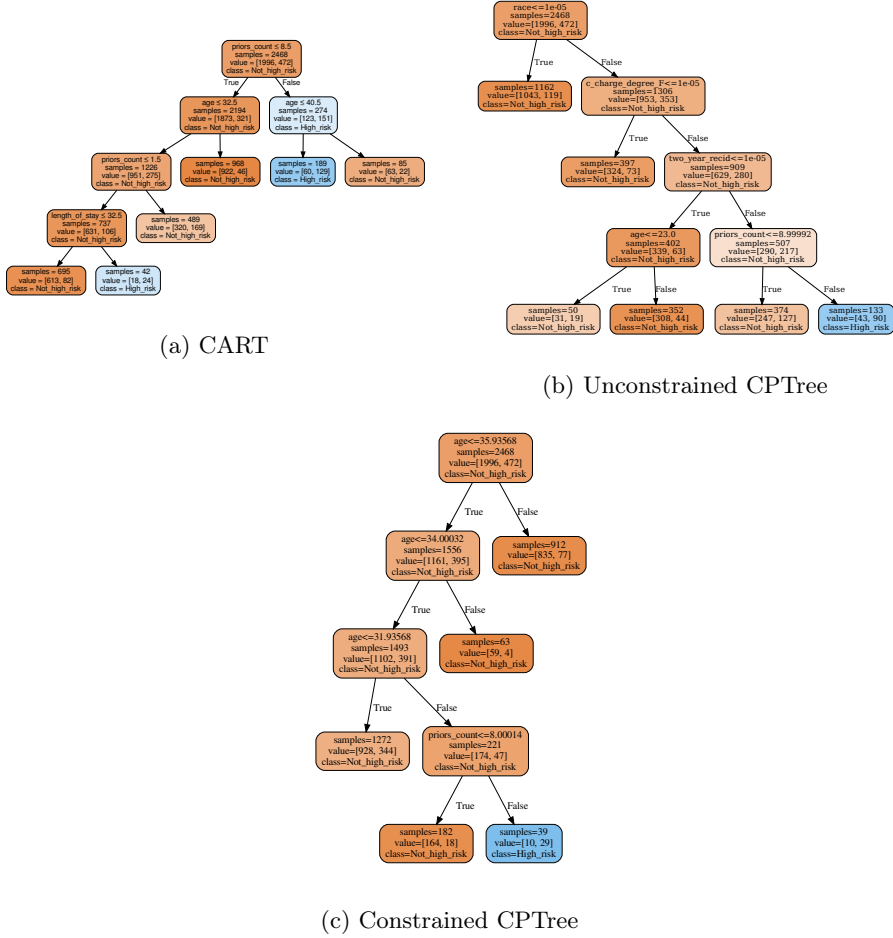 priors_count ≤ 8.5
samples = 2468
value = [1996, 472]
class = Not_high_risk
True
False
age ≤ 32.5
samples = 2194
value = [1873, 321]
class = Not_high_risk
age ≤ 40.5
samples = 274
value = [123, 151]
class = High_risk
priors_count ≤ 1.5
samples = 1226
value = [951, 275]
class = Not_high_risk
samples = 968
value = [922, 46]
class = Not_high_risk
samples = 189
value = [60, 129]
class = High_risk
samples = 85
value = [63, 22]
class = Not_high_risk
length_of_stay ≤ 32.5
samples = 737
value = [631, 106]
class = Not_high_risk
samples = 489
value = [320, 169]
class = Not_high_risk
samples = 695
value = [613, 82]
class = Not_high_risk
samples = 42
value = [18, 24]
class = High_risk
(a) CART
race<=1e-05
samples=2468
value=[1996, 472]
class=Not_high_risk
True
False
samples=1162
value=[1043, 119]
class=Not_high_risk
c_charge_degree_F<=1e-05
samples=1306
value=[953, 353]
class=Not_high_risk
True
False
samples=397
value=[324, 73]
class=Not_high_risk
two_year_recid<=1e-05
samples=909
value=[629, 280]
class=Not_high_risk
True
False
age<=23.0
samples=402
value=[339, 63]
class=Not_high_risk
priors_count<=8.99992
samples=507
value=[290, 217]
class=Not_high_risk
True
False
True
False
samples=50
value=[31, 19]
class=Not_high_risk
samples=352
value=[308, 44]
class=Not_high_risk
samples=374
value=[247, 127]
class=Not_high_risk
samples=133
value=[43, 90]
class=High_risk
(b) Unconstrained CPTree
age<=35.93568
samples=2468
value=[1996, 472]
class=Not_high_risk
True
False
age<=34.00032
samples=1556
value=[1161, 395]
class=Not_high_risk
samples=912
value=[835, 77]
class=Not_high_risk
True
False
age<=31.93568
samples=1493
value=[1102, 391]
class=Not_high_risk
samples=63
value=[59, 4]
class=Not_high_risk
True
False
samples=1272
value=[928, 344]
class=Not_high_risk
priors_count<=8.00014
samples=221
value=[174, 47]
class=Not_high_risk
True
False
samples=182
value=[164, 18]
class=Not_high_risk
samples=39
value=[10, 29]
class=High_risk
(c) Constrained CPTree